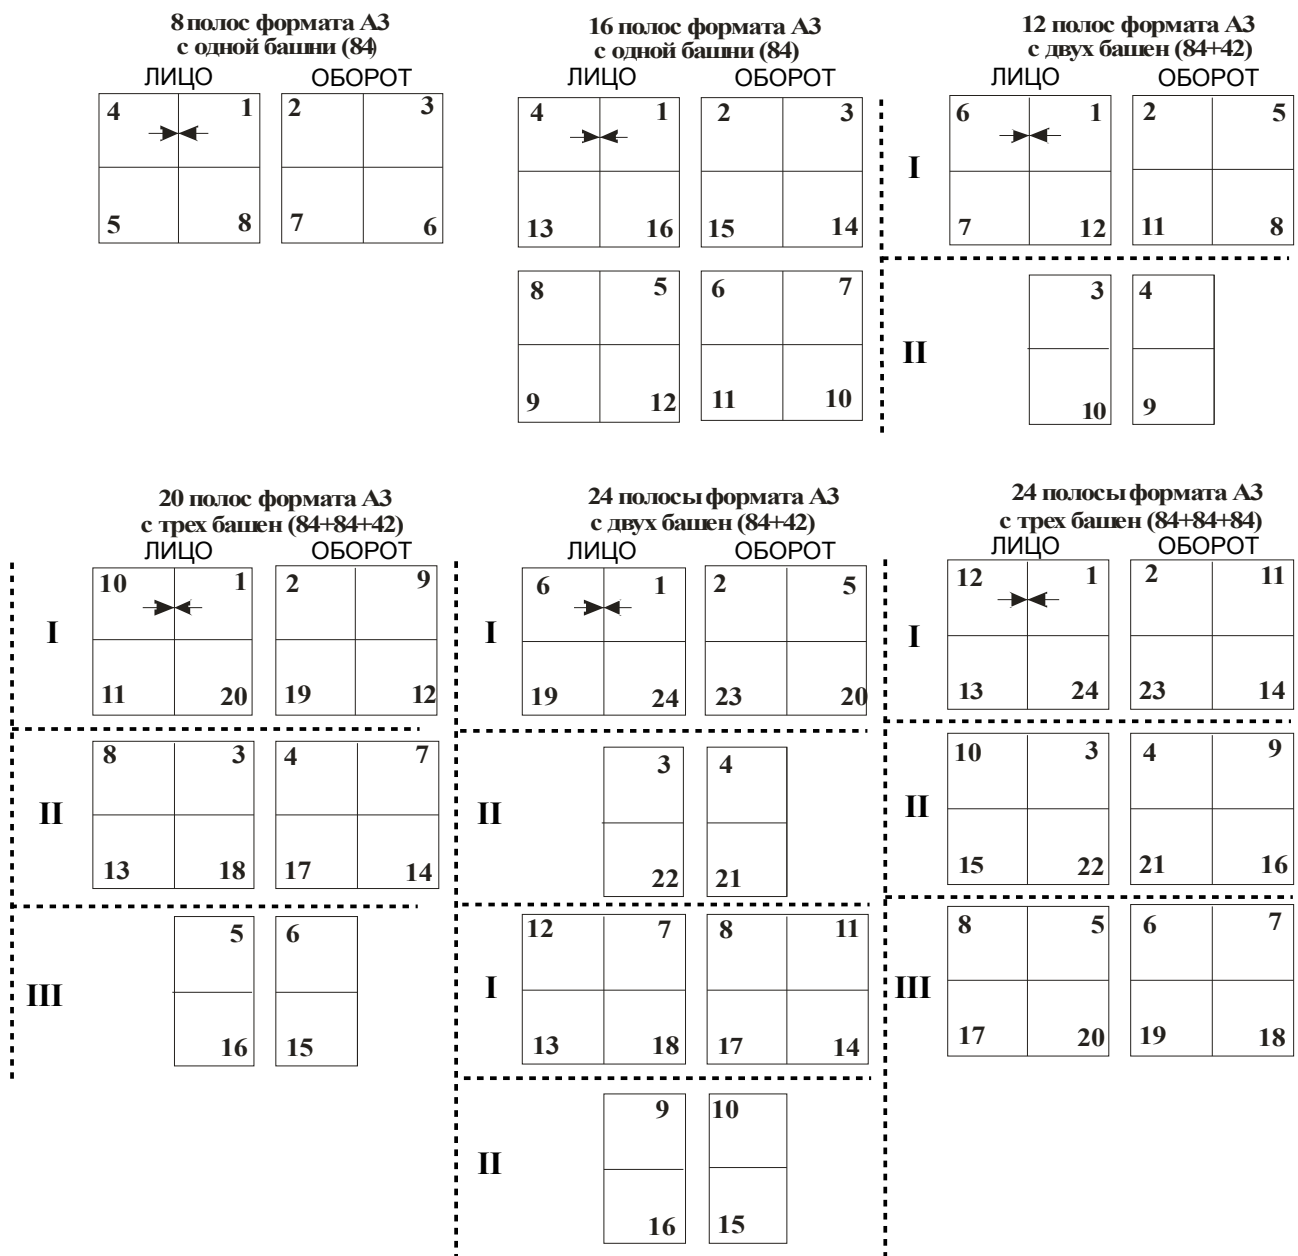 8 полос формата А3
с одной башни (84)
ЛИЦО ОБОРОТ
4 1 2 3
5 8 7 6
16 полос формата А3
с одной башни (84)
ЛИЦО ОБОРОТ
4 1 2 3
13 16 15 14
8 5 6 7
9 12 11 10
12 полос формата А3
с двух башен (84+42)
ЛИЦО ОБОРОТ
I
6 1 2 5
7 12 11 8
II
3 4
10 9
20 полос формата А3
с трех башен (84+84+42)
ЛИЦО ОБОРОТ
I
10 1 2 9
11 20 19 12
II
8 3 4 7
13 18 17 14
III
5 6
16 15
24 полосы формата А3
с двух башен (84+42)
ЛИЦО ОБОРОТ
I
6 1 2 5
19 24 23 20
II
3 4
22 21
I
12 7 8 11
13 18 17 14
II
9 10
16 15
24 полосы формата А3
с трех башен (84+84+84)
ЛИЦО ОБОРОТ
I
12 1 2 11
13 24 23 14
II
10 3 4 9
15 22 21 16
III
8 5 6 7
17 20 19 18